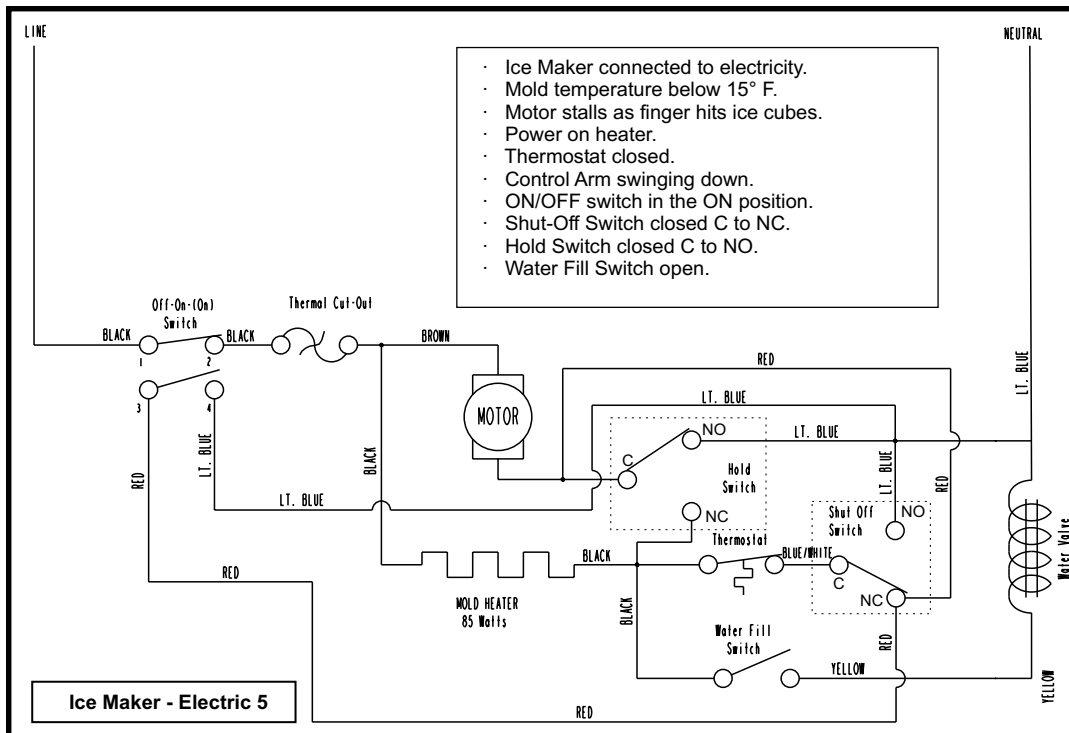 LINE
NEUTRAL
· Ice Maker connected to electricity.
· Mold temperature below 15° F.
· Motor stalls as finger hits ice cubes.
· Power on heater.
· Thermostat closed.
· Control Arm swinging down.
· ON/OFF switch in the ON position.
· Shut-Off Switch closed C to NC.
· Hold Switch closed C to NO.
· Water Fill Switch open.
Off-On-(On)
Switch
Thermal Cut-Out
BLACK
BLACK
BROWN
1
2
3
4
RED
LT. BLUE
BLACK
MOTOR
RED
LT. BLUE
LT. BLUE
NO
LT. BLUE
C
Hold
Switch
NC
LT. BLUE
RED
LT. BLUE
Shut Off
Switch
NO
Thermostat
BLACK
BLUE/WHITE
C
NC
RED
MOLD HEATER
85 Watts
BLACK
RED
Water Valve
Water Fill
Switch
YELLOW
YELLOW
RED
Ice Maker - Electric 5